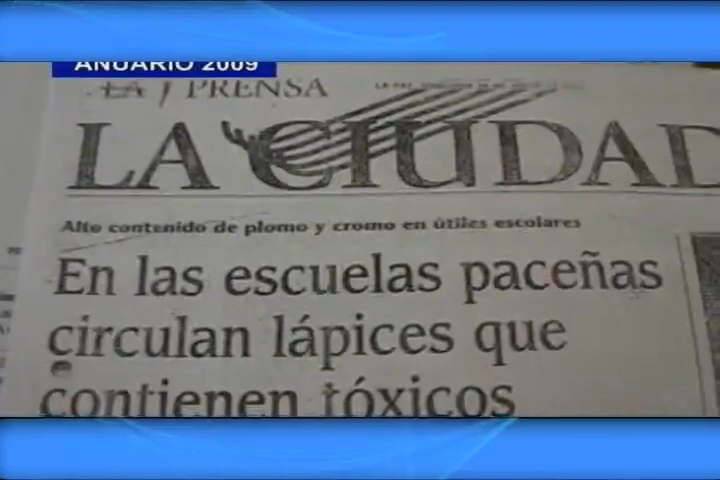 ANUARIO 2009
LA PRENSA
LA CIUDAD
Alto contenido de plomo y cromo en útiles escolares
En las escuelas paceñas
circulan lápices que
contienen tóxicos